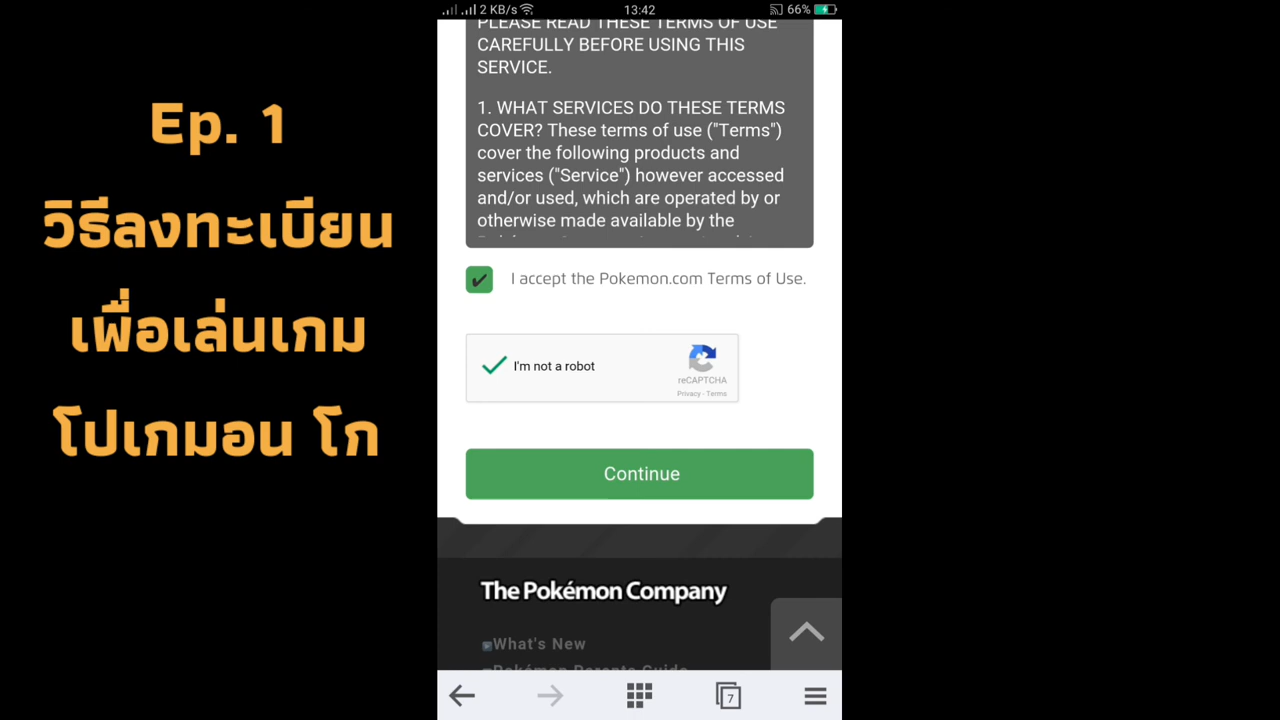 Ep. 1
วิธีลงทะเบียน
เพื่อเล่นเกม
โปเกมอน โก
2 KB/s
13:42
66%
PLEASE READ THESE TERMS OF USE
CAREFULLY BEFORE USING THIS
SERVICE.
1. WHAT SERVICES DO THESE TERMS
COVER? These terms of use ("Terms")
cover the following products and
services ("Service") however accessed
and/or used, which are operated by or
otherwise made available by the
I accept the Pokemon.com Terms of Use.
I'm not a robot
reCAPTCHA
Privacy - Terms
Continue
The Pokémon Company
What's New
Pokémon Parents Guide
7